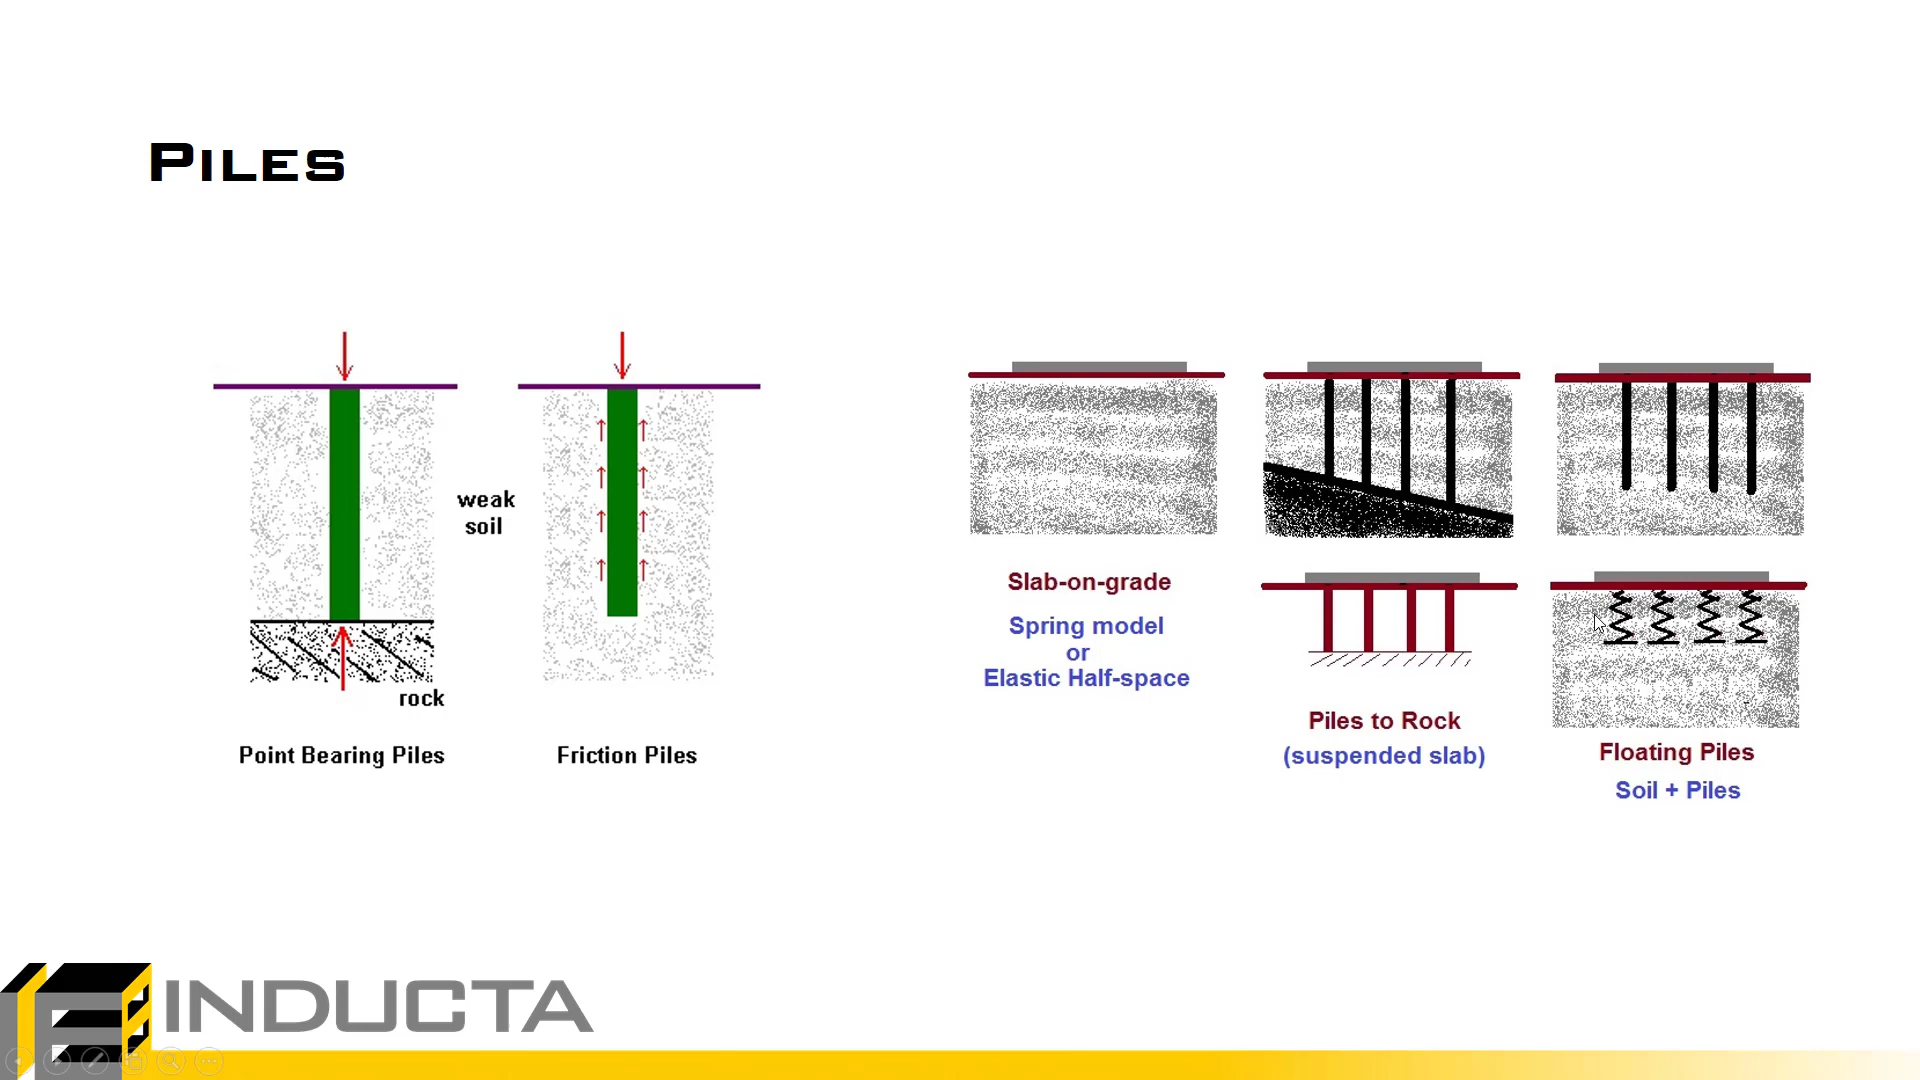 PILES
weak
soil
rock
Point Bearing Piles
Friction Piles
Slab-on-grade
Spring model
or
Elastic Half-space
Piles to Rock
(suspended slab)
Floating Piles
Soil + Piles
INDUCTA